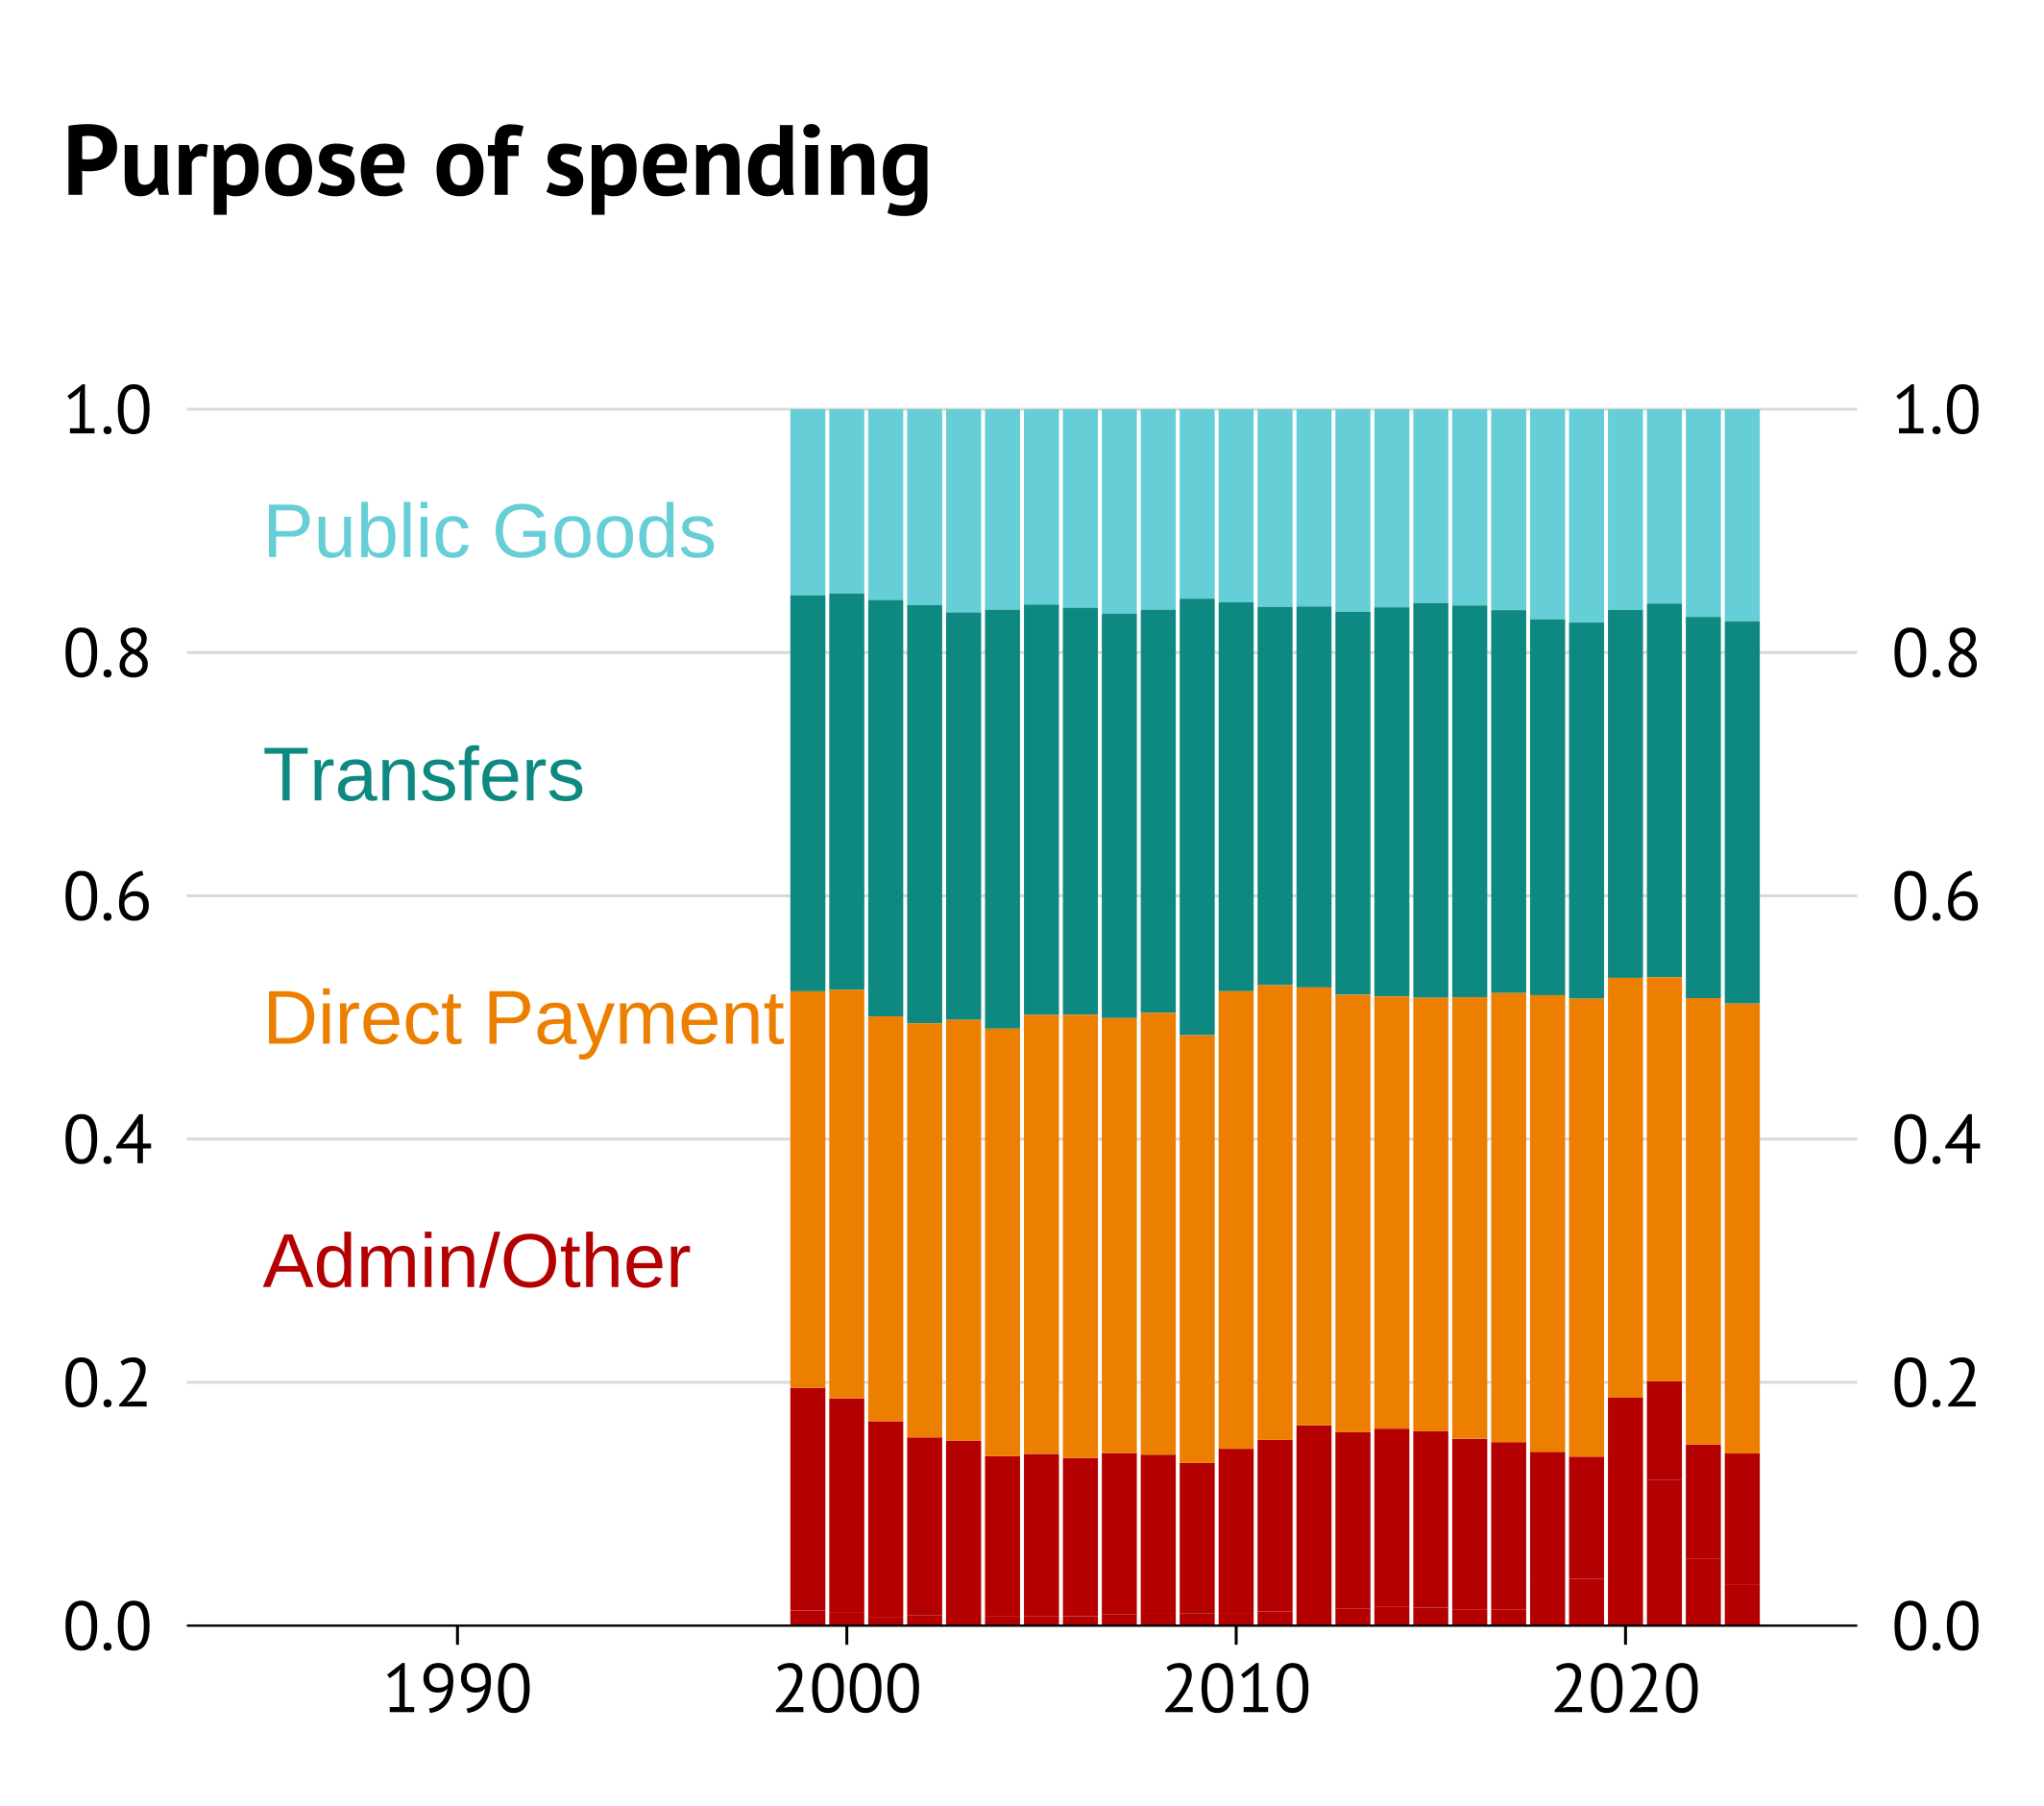 Purpose of spending
1.0 1.0
Public Goods
0.8 0.8
Transfers
0.6 0.6
Direct Payment
0.4 0.4
Admin/Other
0.2 0.2
0.0 0.0
1990 2000 2010 2020